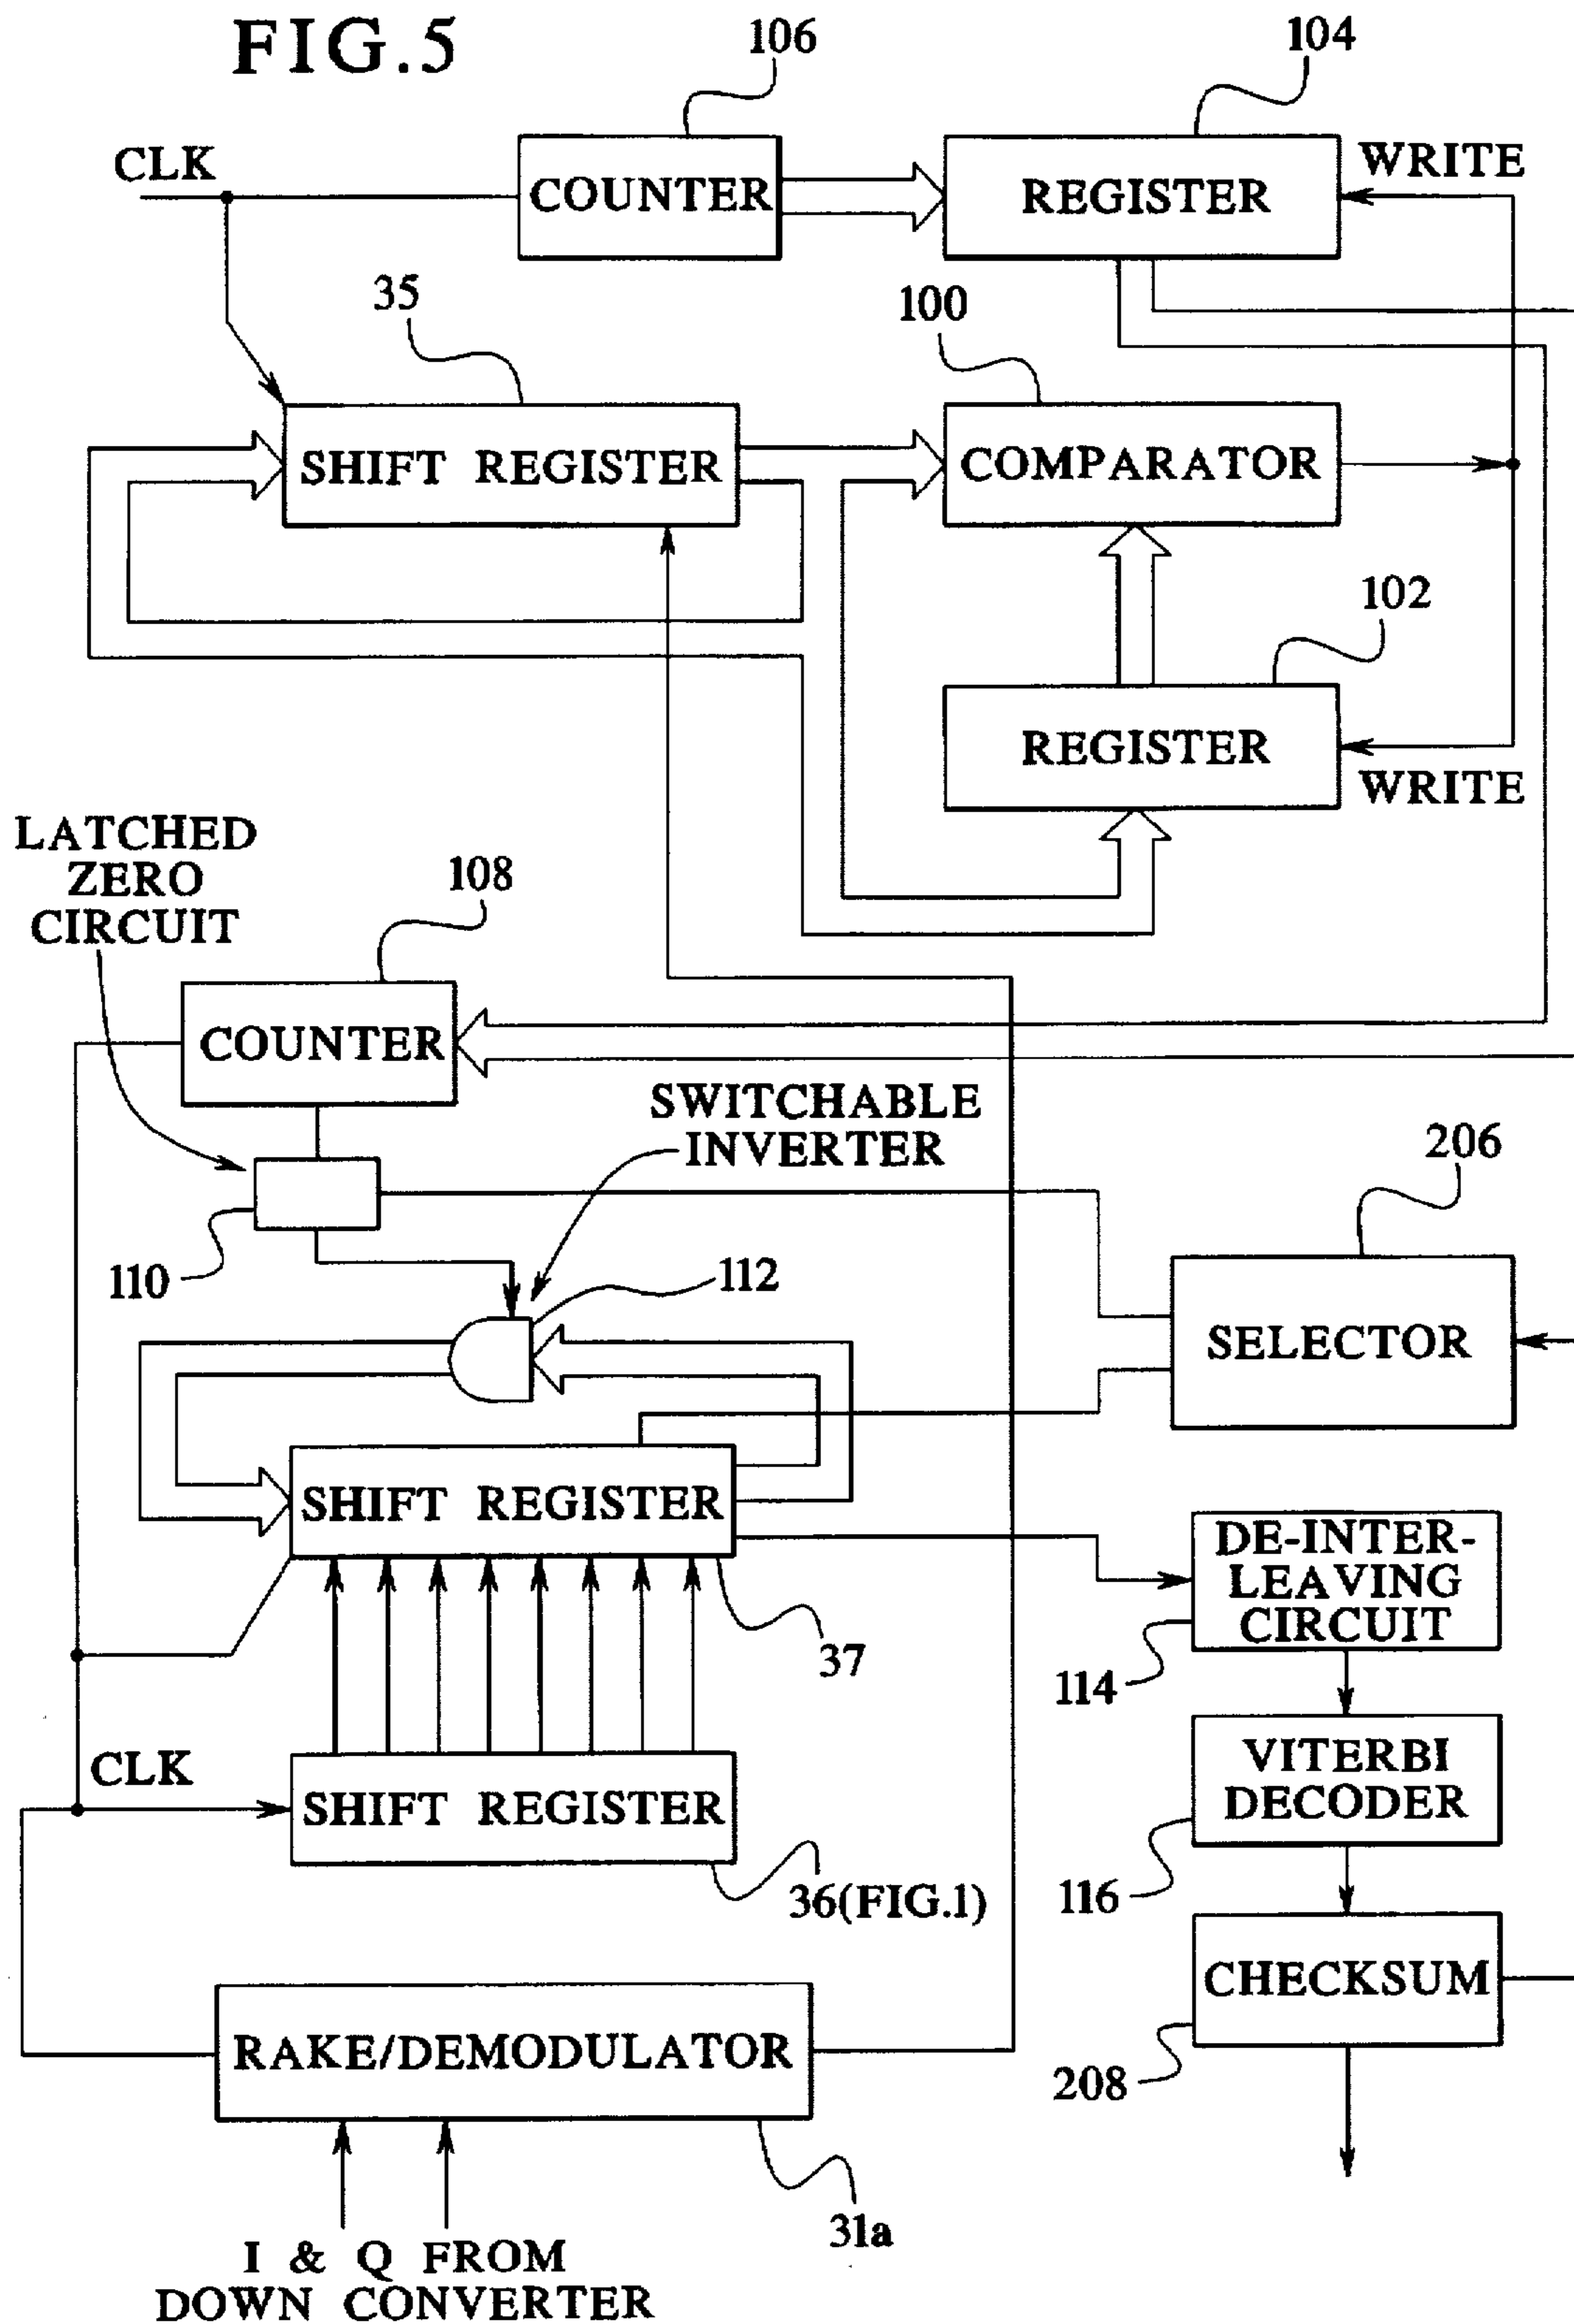 FIG.5
106
104
CLK
COUNTER
REGISTER
WRITE
35
100
SHIFT REGISTER
COMPARATOR
102
REGISTER
WRITE
LATCHED
ZERO
CIRCUIT
108
COUNTER
SWITCHABLE
INVERTER
206
110
112
SELECTOR
SHIFT REGISTER
DE-INTER-
LEAVING
CIRCUIT
37
114
CLK
SHIFT REGISTER
VITERBI
DECODER
36(FIG.1)
116
RAKE/DEMODULATOR
CHECKSUM
208
31a
I & Q FROM
DOWN CONVERTER